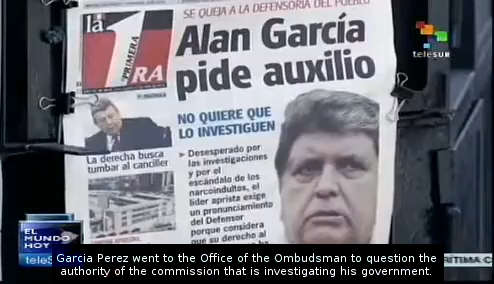 SE QUEJA A LA DEFENSORÍA DEL PUEBLO
la
1
PRIMERA
RA
Alan García
pide auxilio
teleSUR
NO QUIERE QUE
LO INVESTIGUEN
La derecha busca
tumbar al canciller
Desesperado por
las investigaciones
y por el
escándalo de los
narcoindultos, el
líder aprista exige
un pronunciamiento
del Defensor
porque considera
que su derecho al
EL
MUNDO
HOY
teleS
Garcia Perez went to the Office of the Ombudsman to question the
authority of the commission that is investigating his government.